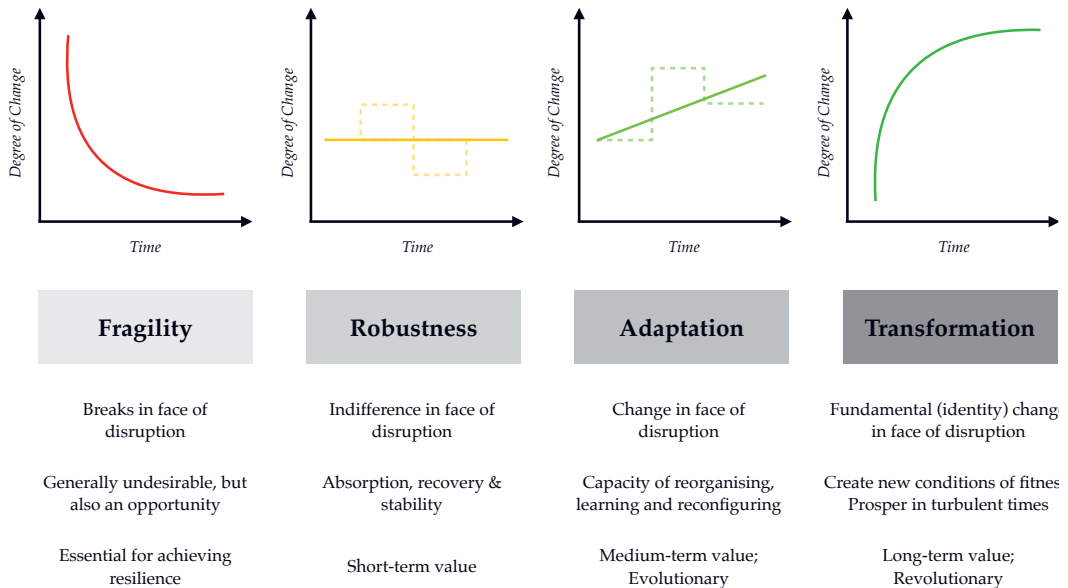 Degree of Change
Time
Degree of Change
Time
Degree of Change
Time
Degree of Change
Time
Fragility
Robustness
Adaptation
Transformation
Breaks in face of
disruption
Indifference in face of
disruption
Change in face of
disruption
Fundamental (identity) chang
in face of disruption
Generally undesirable, but
also an opportunity
Absorption, recovery &
stability
Capacity of reorganising,
learning and reconfiguring
Create new conditions of fitnes
Prosper in turbulent times
Essential for achieving
resilience
Short-term value
Medium-term value;
Evolutionary
Long-term value;
Revolutionary